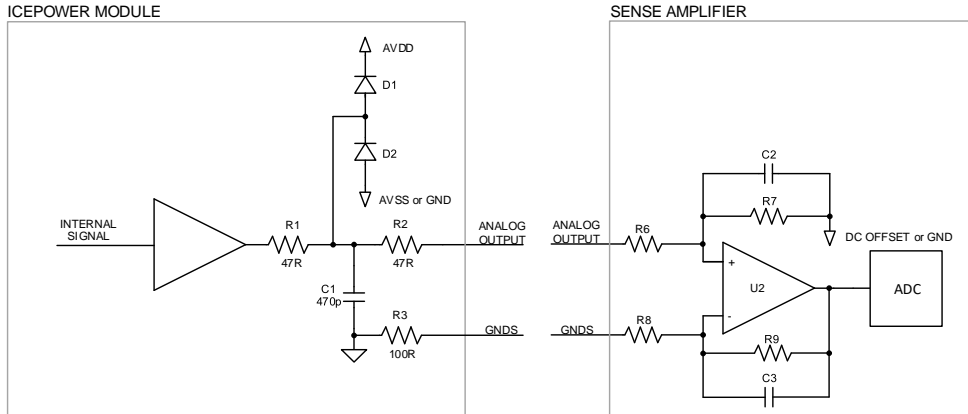 ICEPOWER MODULE
SENSE AMPLIFIER
AVDD
D1
D2
AVSS or GND
INTERNAL
SIGNAL
R1
47R
R2
47R
ANALOG
OUTPUT
C1
470p
R3
100R
GNDS
ANALOG
OUTPUT
R6
C2
R7
DC OFFSET or GND
+
U2
-
ADC
GNDS
R8
R9
C3